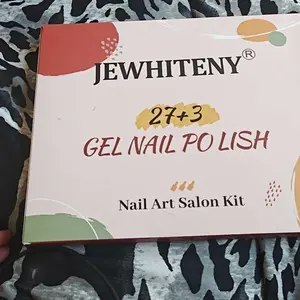 JEWHITENY®
27+3
GEL NAIL PO LISH
Nail Art Salon Kit